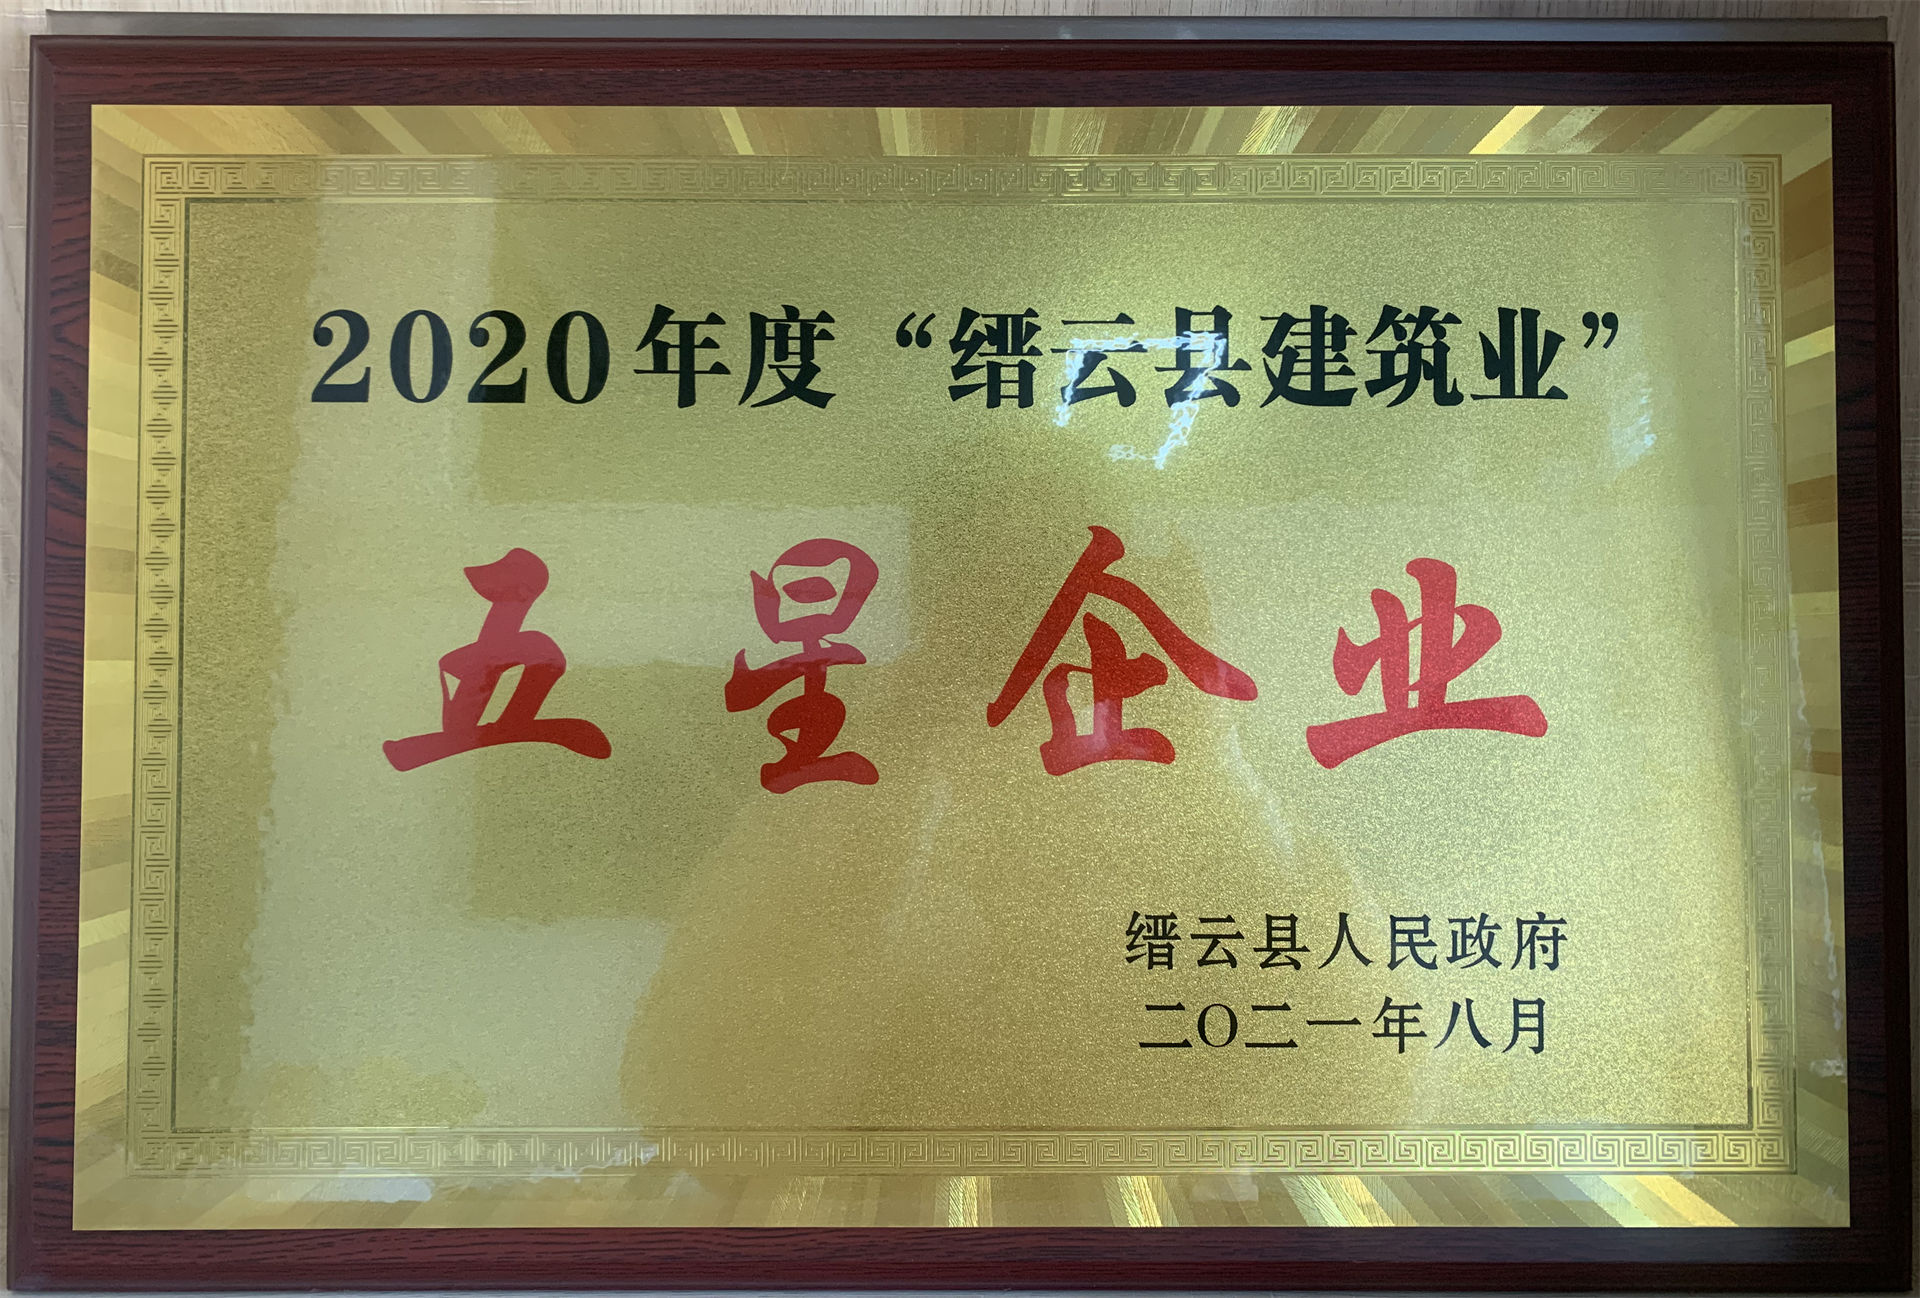 2020年度“缙云县建筑业”
五星企业
缙云县人民政府
二〇二一年八月